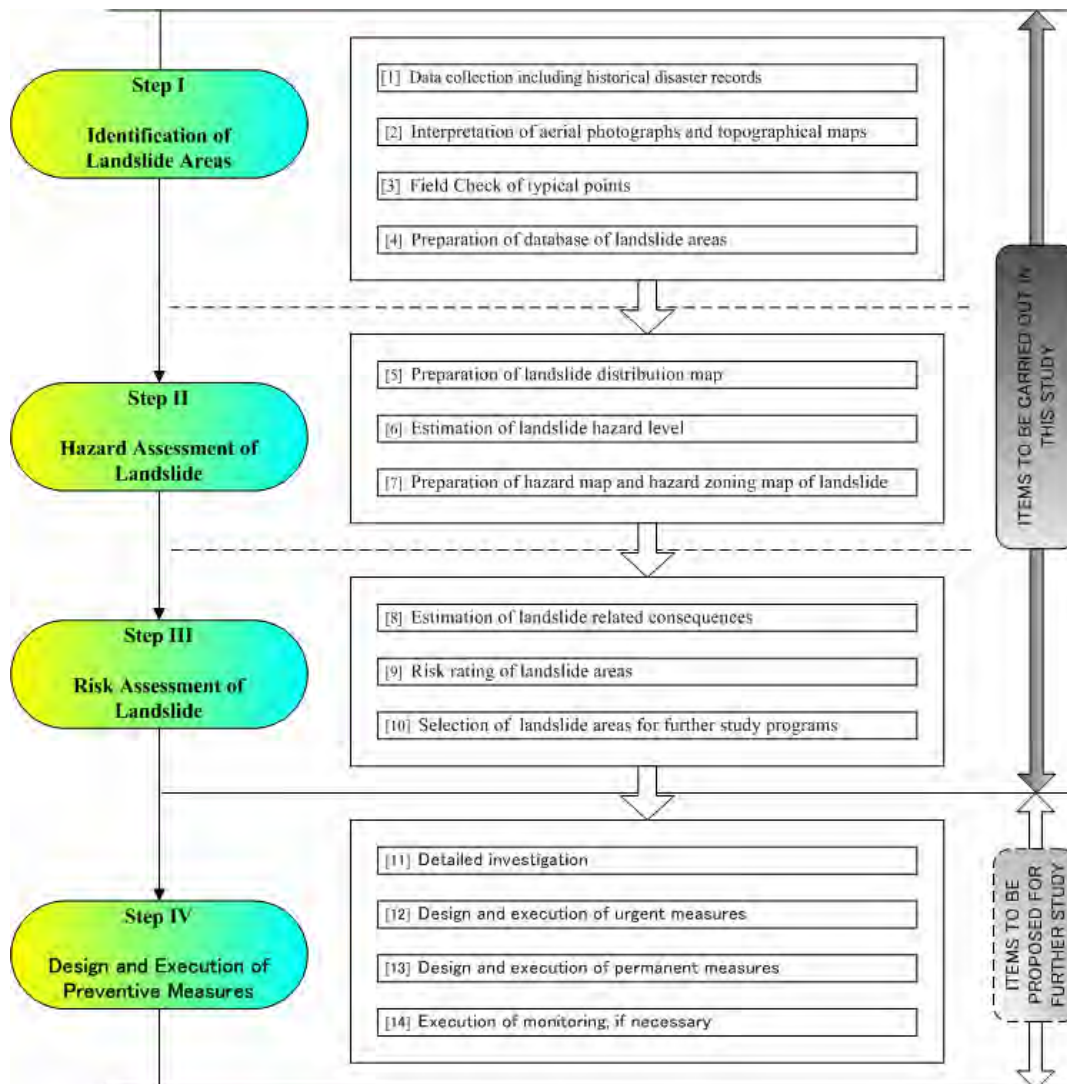 Step I
Identification of
Landslide Areas
[1] Data collection including historical disaster records
[2] Interpretation of aerial photographs and topographical maps
[3] Field Check of typical points
[4] Preparation of database of landslide areas
Step II
Hazard Assessment of
Landslide
[5] Preparation of landslide distribution map
[6] Estimation of landslide hazard level
[7] Preparation of hazard map and hazard zoning map of landslide
Step III
Risk Assessment of
Landslide
[8] Estimation of landslide related consequences
[9] Risk rating of landslide areas
[10] Selection of landslide areas for further study programs
ITEMS TO BE CARRIED OUT IN
THIS STUDY
Step IV
Design and Execution of
Preventive Measures
[11] Detailed investigation
[12] Design and execution of urgent measures
[13] Design and execution of permanent measures
[14] Execution of monitoring, if necessary
ITEMS TO BE
PROPOSED FOR
FURTHER STUDY